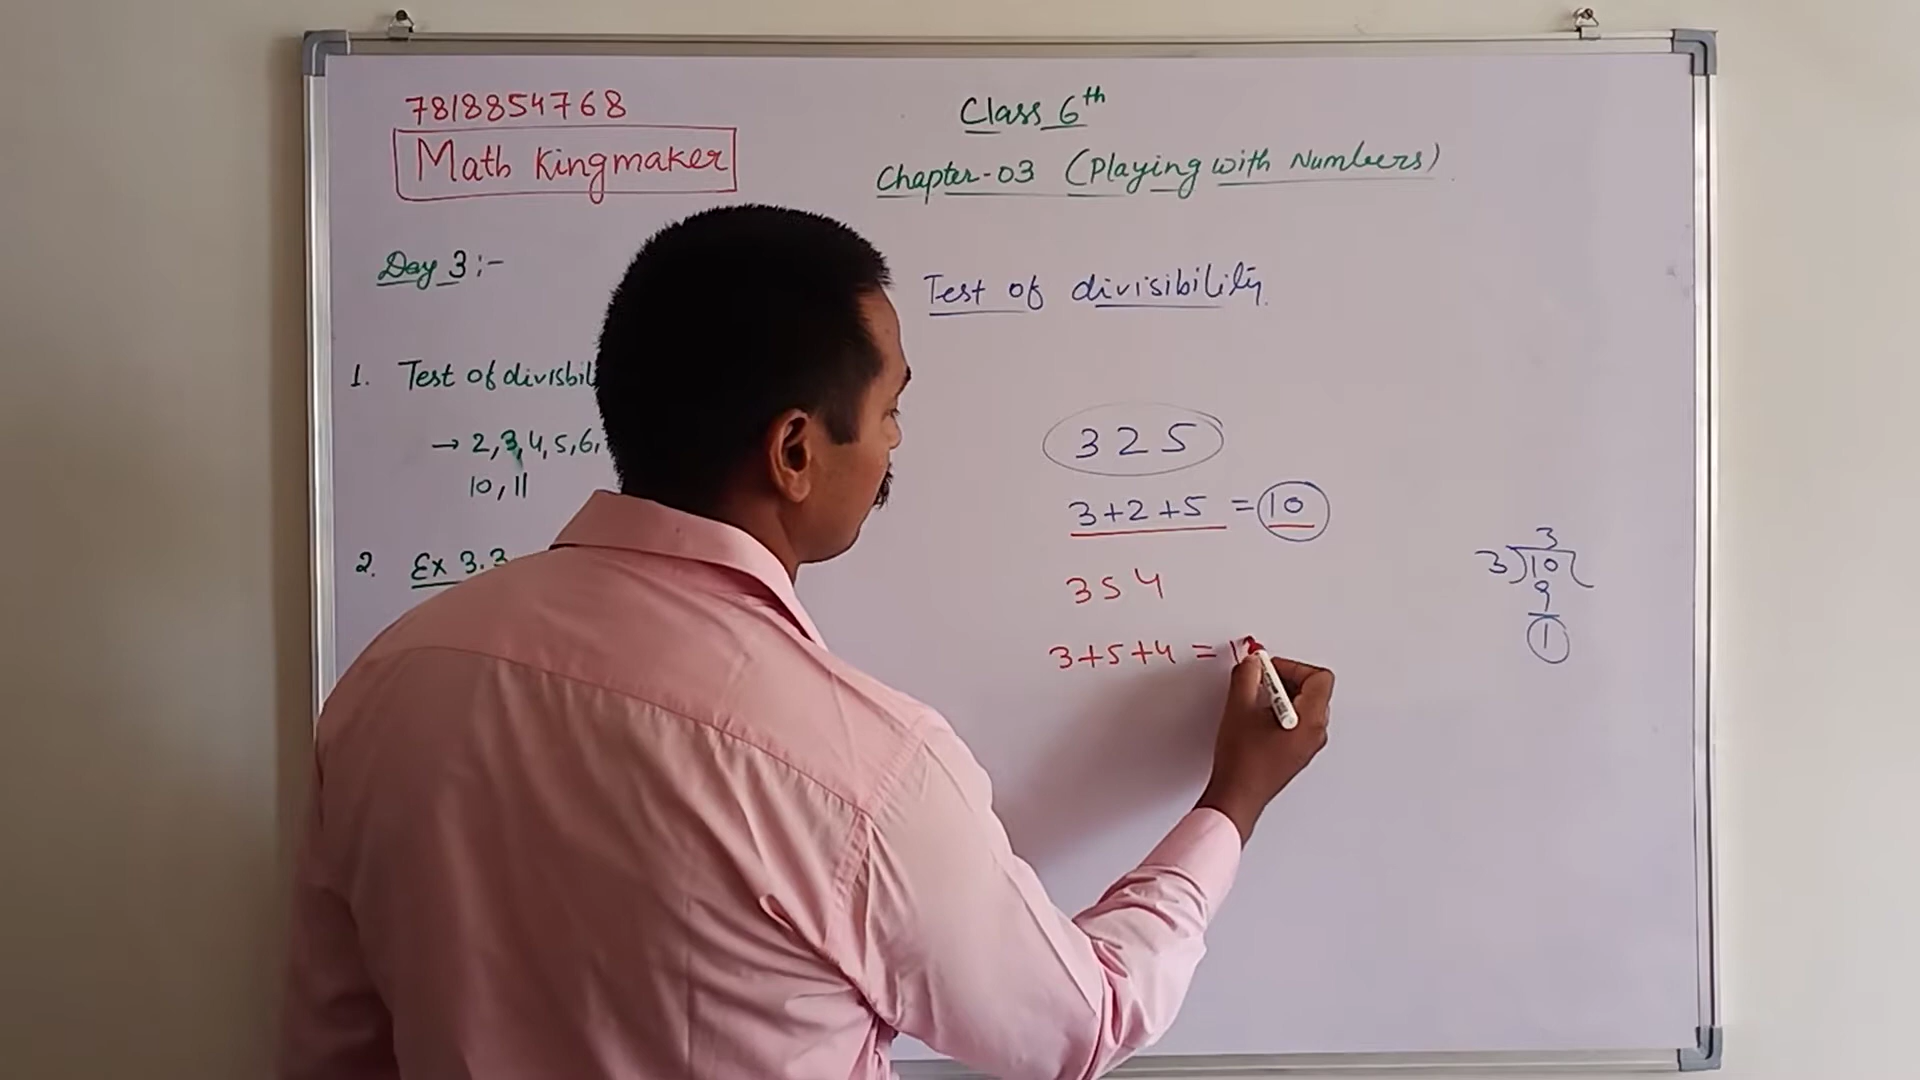 7818854768
Math Kingmaker
Class 6th
Chapter-03 (Playing with Numbers)
Day 3:-
Test of divisibility
1. Test of divisbil
→ 2,3,4,5,6,
10,11
2. Ex 3.3
325
3+2+5 = 10
354
3+5+4 = 12
3
3)10(
9
1